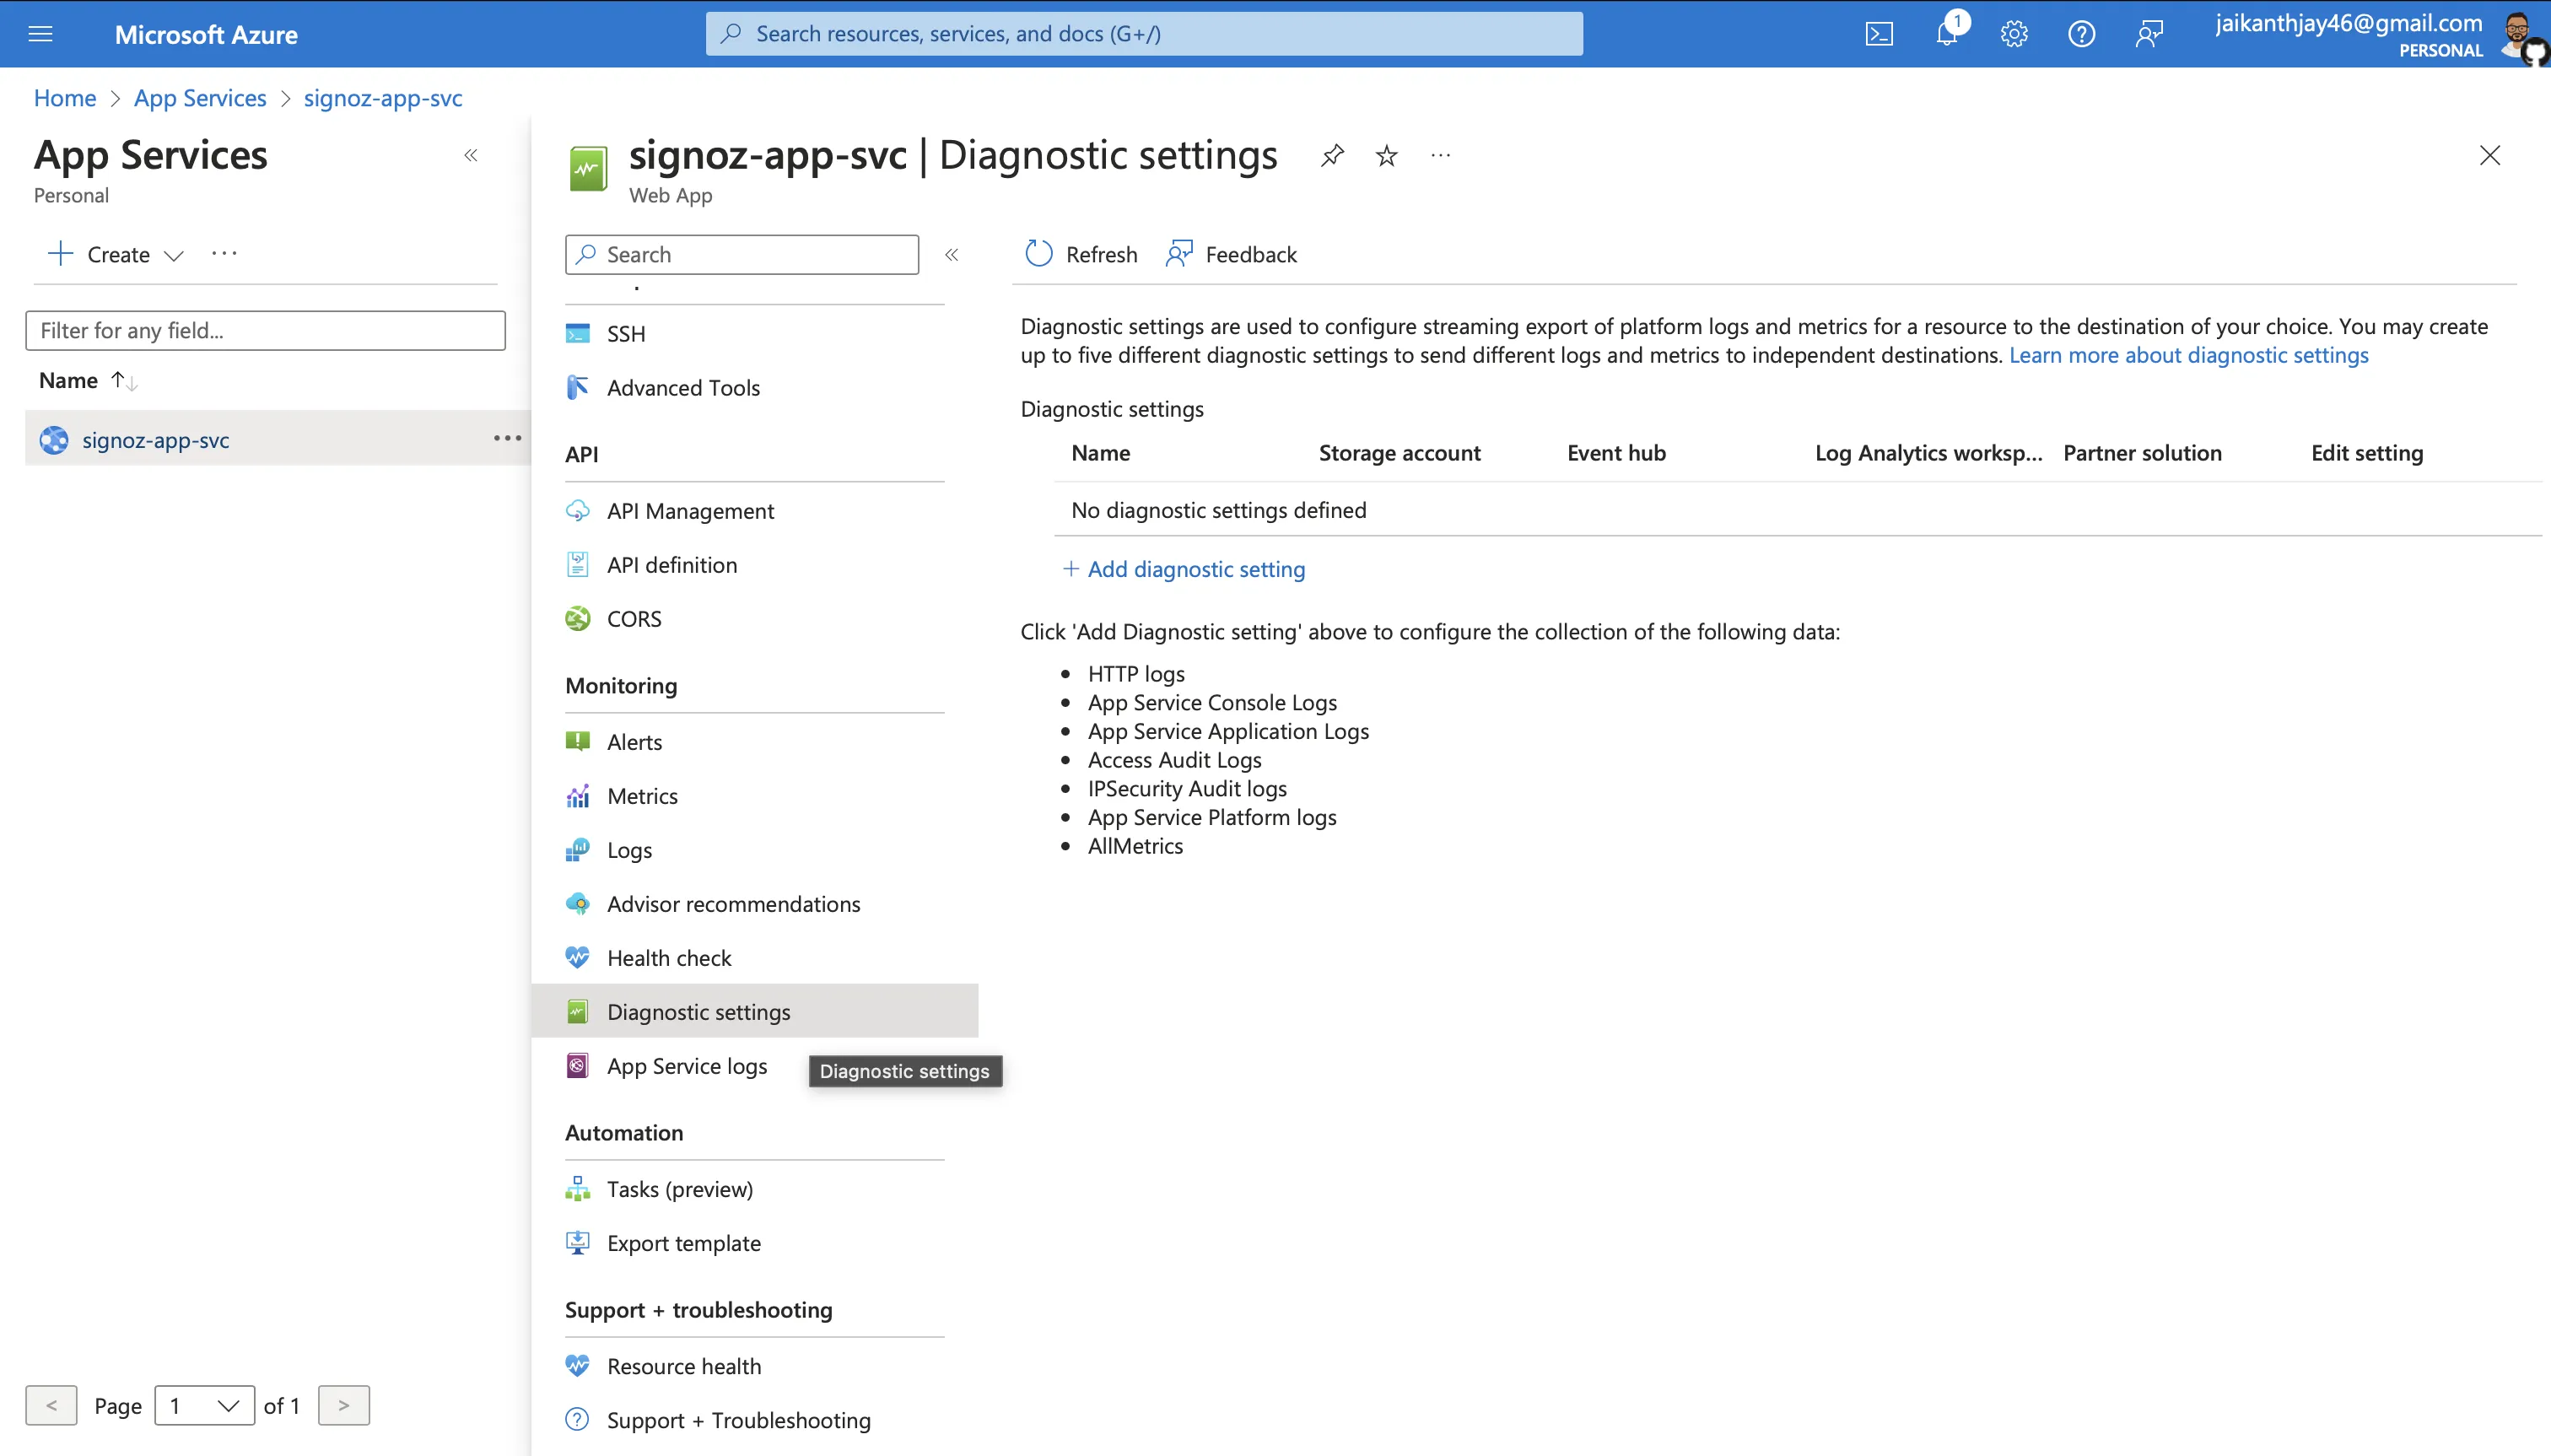 Microsoft Azure
Search resources, services, and docs (G+/)
1
jaikanthjay46@gmail.com
PERSONAL
Home > App Services > signoz-app-svc
App Services
Personal
Create
Filter for any field...
Name
signoz-app-svc
Page 1 of 1
signoz-app-svc | Diagnostic settings
Web App
Search
SSH
Advanced Tools
API
API Management
API definition
CORS
Monitoring
Alerts
Metrics
Logs
Advisor recommendations
Health check
Diagnostic settings
App Service logs
Diagnostic settings
Automation
Tasks (preview)
Export template
Support + troubleshooting
Resource health
Support + Troubleshooting
Refresh
Feedback
Diagnostic settings are used to configure streaming export of platform logs and metrics for a resource to the destination of your choice. You may create
up to five different diagnostic settings to send different logs and metrics to independent destinations. Learn more about diagnostic settings
Diagnostic settings
Name Storage account Event hub Log Analytics worksp... Partner solution Edit setting
No diagnostic settings defined
+ Add diagnostic setting
Click 'Add Diagnostic setting' above to configure the collection of the following data:
• HTTP logs
• App Service Console Logs
• App Service Application Logs
• Access Audit Logs
• IPSecurity Audit logs
• App Service Platform logs
• AllMetrics